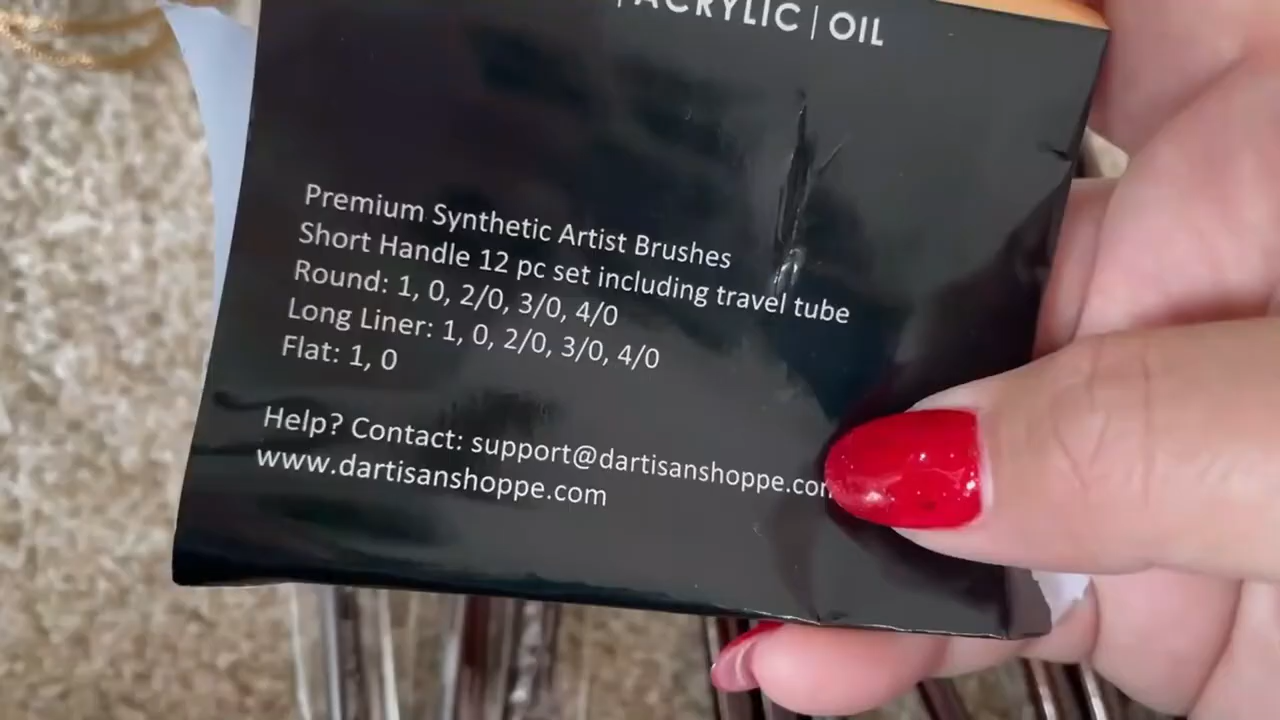 | ACRYLIC | OIL
Premium Synthetic Artist Brushes
Short Handle 12 pc set including travel tube
Round: 1, 0, 2/0, 3/0, 4/0
Long Liner: 1, 0, 2/0, 3/0, 4/0
Flat: 1, 0
Help? Contact: support@dartisanshoppe.com
www.dartisanshoppe.com